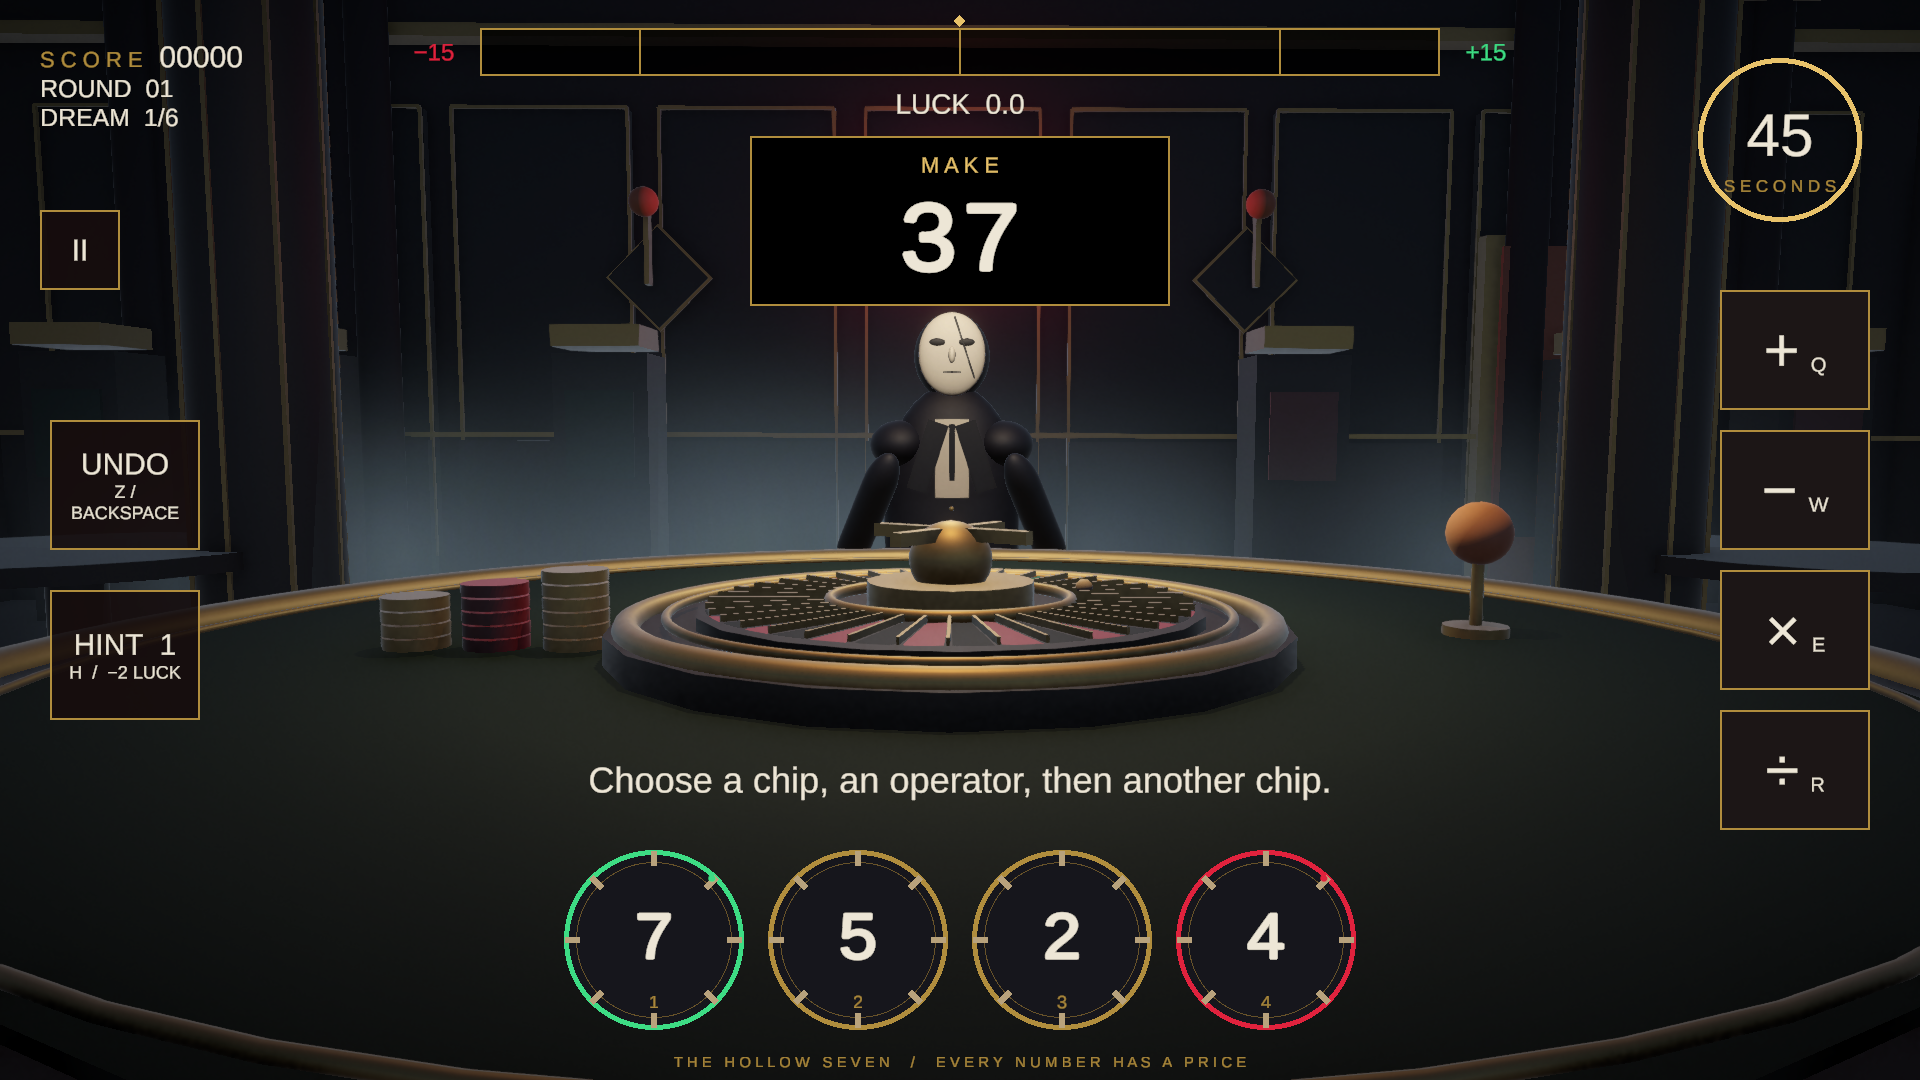 SCORE 00000
ROUND 01
DREAM 1/6
−15
+15
LUCK 0.0
MAKE
37
45
SECONDS
II
UNDO
Z /
BACKSPACE
HINT 1
H / −2 LUCK
+ Q
− W
× E
÷ R
Choose a chip, an operator, then another chip.
7
1
5
2
2
3
4
4
THE HOLLOW SEVEN / EVERY NUMBER HAS A PRICE